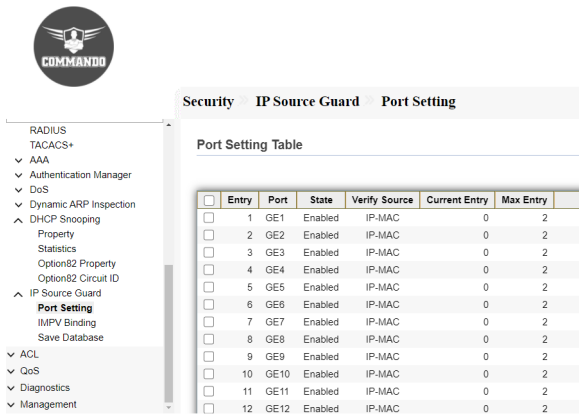 COMMANDO
Security » IP Source Guard » Port Setting
RADIUS
TACACS+
AAA
Authentication Manager
DoS
Dynamic ARP Inspection
DHCP Snooping
Property
Statistics
Option82 Property
Option82 Circuit ID
IP Source Guard
Port Setting
IMPV Binding
Save Database
ACL
QoS
Diagnostics
Management
Port Setting Table
Entry Port State Verify Source Current Entry Max Entry
1 GE1 Enabled IP-MAC 0 2
2 GE2 Enabled IP-MAC 0 2
3 GE3 Enabled IP-MAC 0 2
4 GE4 Enabled IP-MAC 0 2
5 GE5 Enabled IP-MAC 0 2
6 GE6 Enabled IP-MAC 0 2
7 GE7 Enabled IP-MAC 0 2
8 GE8 Enabled IP-MAC 0 2
9 GE9 Enabled IP-MAC 0 2
10 GE10 Enabled IP-MAC 0 2
11 GE11 Enabled IP-MAC 0 2
12 GE12 Enabled IP-MAC 0 2